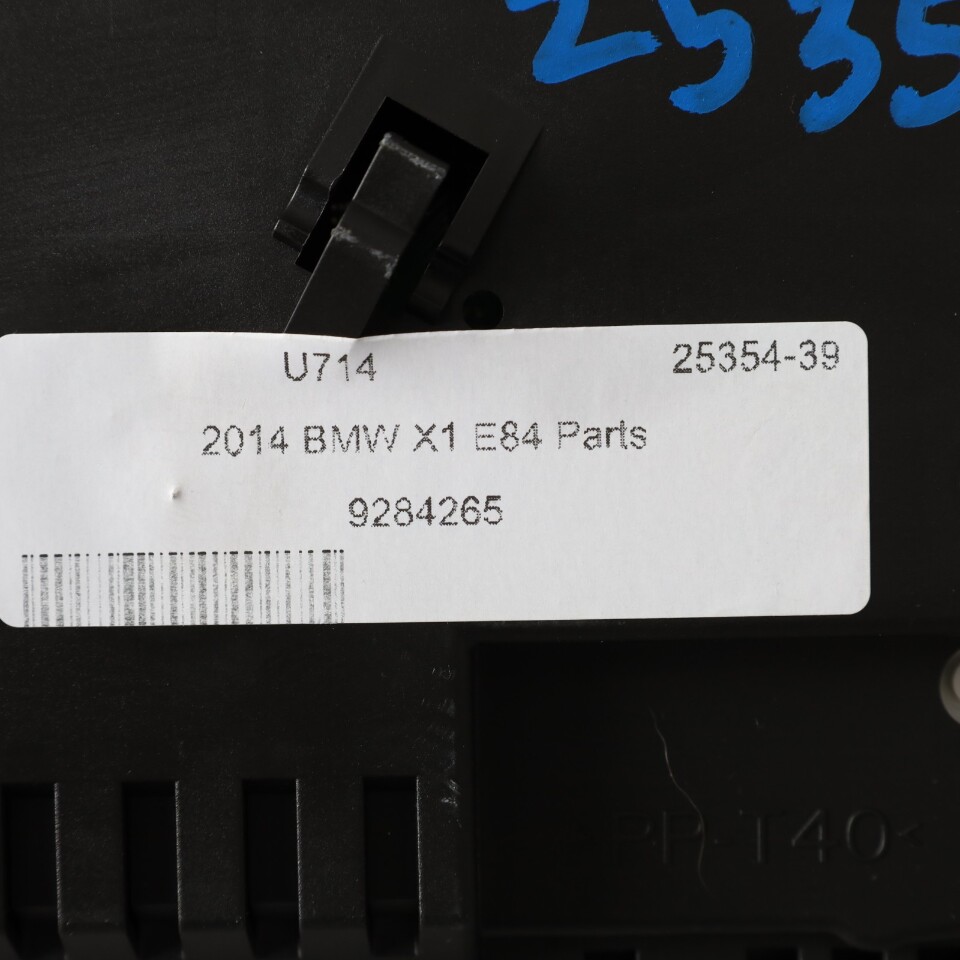 2535
U714 25354-39
2014 BMW X1 E84 Parts
9284265
PP-T40<